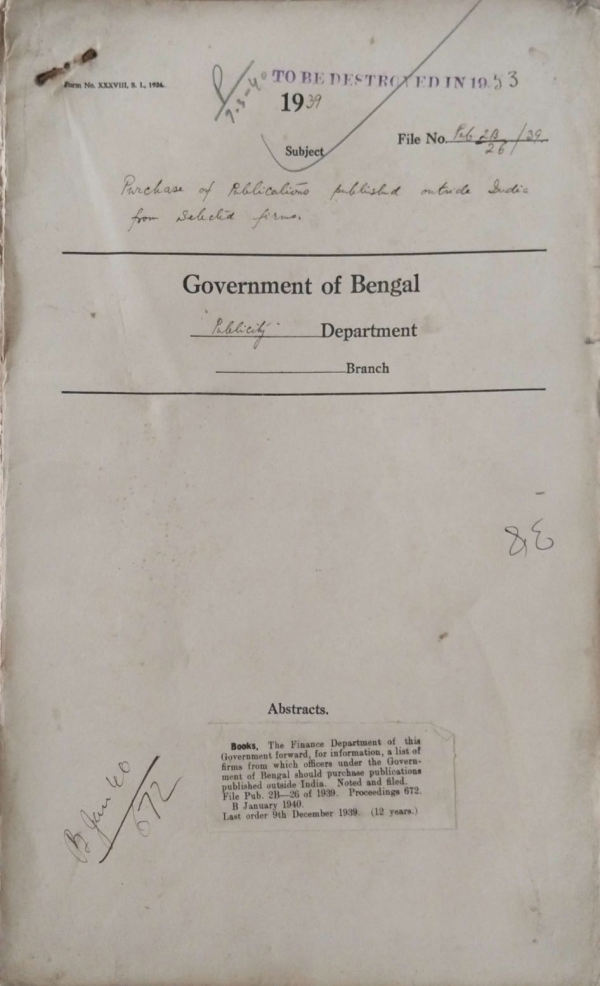 Form No. XXXVIII, S. I., 1934.
7-3-40 TO BE DESTROYED IN 1953
1939
Subject
File No. Pub 2B/26/39
Purchase of Publications published outside India
from selected firms.
Government of Bengal
Publicity Department
Branch
Abstracts.
Books. The Finance Department of this
Government forward, for information, a list of
firms from which officers under the Govern-
ment of Bengal should purchase publications
published outside India. Noted and filed.
File Pub. 2B—26 of 1939. Proceedings 672.
B January 1940.
Last order 9th December 1939. (12 years.)
B Jan 40
672